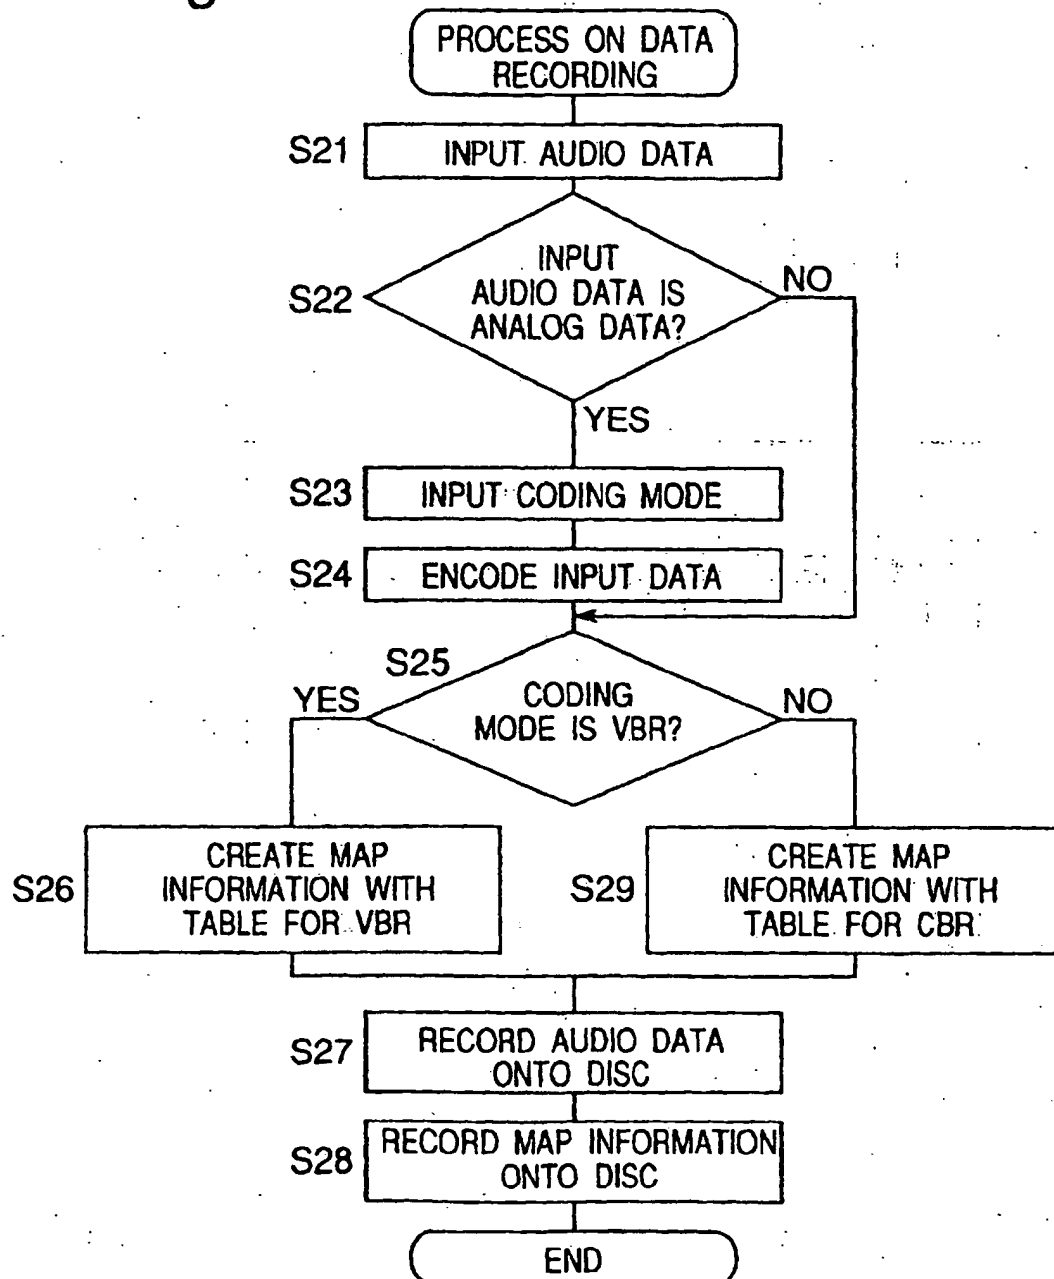 PROCESS ON DATA
RECORDING
S21
INPUT AUDIO DATA
S22
INPUT
AUDIO DATA IS
ANALOG DATA?
NO
YES
S23
INPUT CODING MODE
S24
ENCODE INPUT DATA
S25
CODING
MODE IS VBR?
YES
NO
S26
CREATE MAP
INFORMATION WITH
TABLE FOR VBR
S29
CREATE MAP
INFORMATION WITH
TABLE FOR CBR
S27
RECORD AUDIO DATA
ONTO DISC
S28
RECORD MAP INFORMATION
ONTO DISC
END